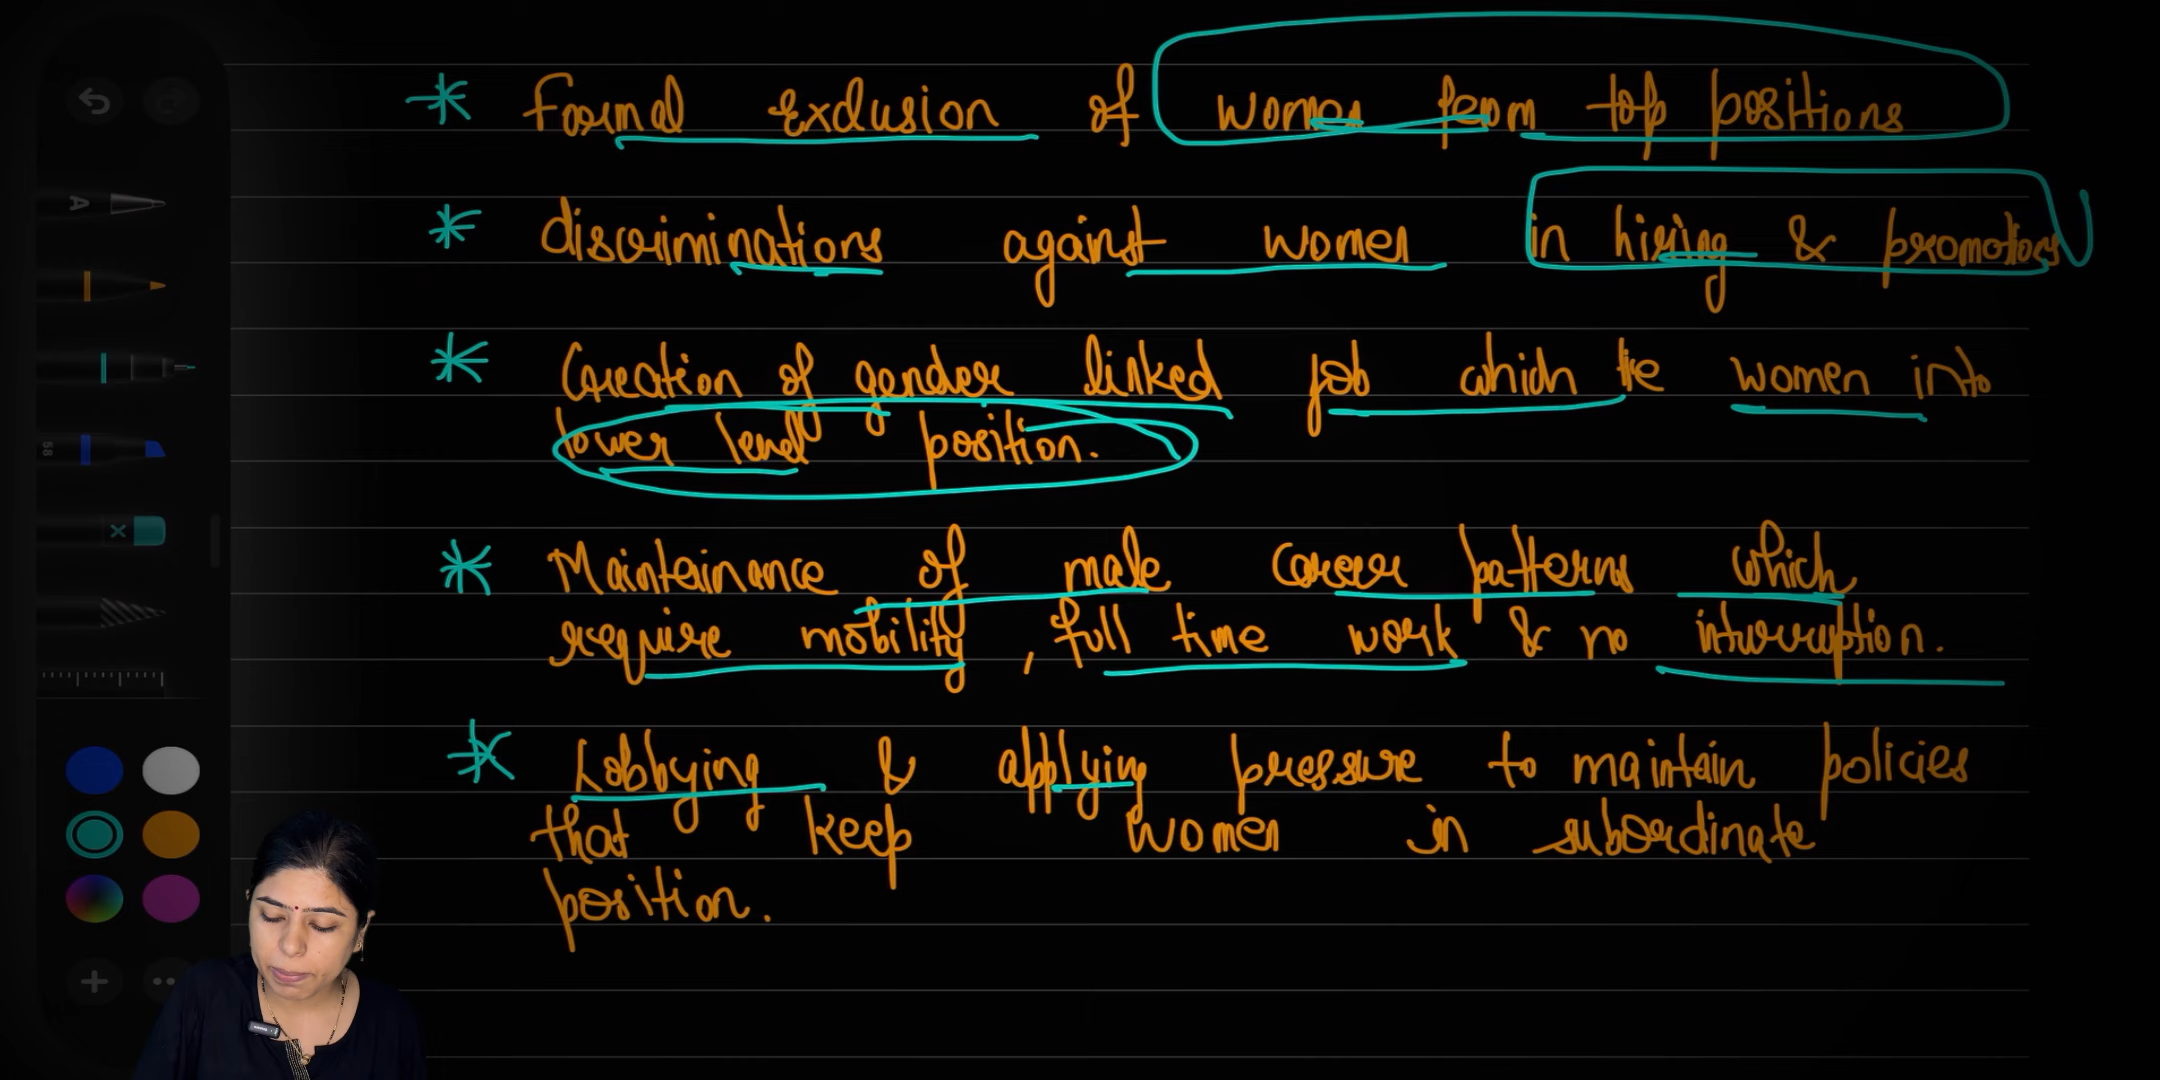 * Formal exclusion of women from top positions
* discriminations against women in hiring & promotions
* Creation of gender linked job which tie women into
lower level position.
* Maintainance of male career patterns which
require mobility, full time work & no interruption.
* Lobbying & applying pressure to maintain policies
that keep women in subordinate
position.